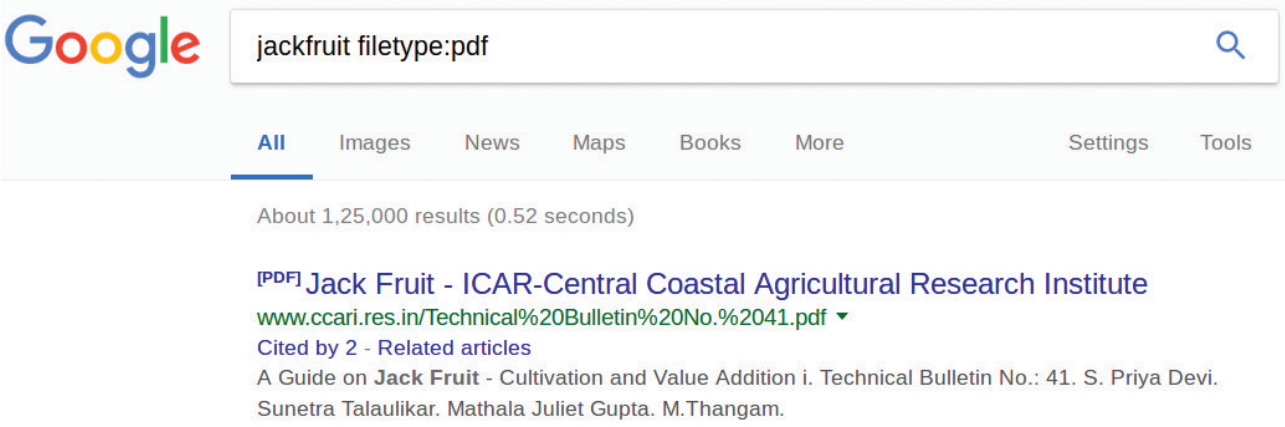 Google jackfruit filetype:pdf
All Images News Maps Books More Settings Tools
About 1,25,000 results (0.52 seconds)
[PDF] Jack Fruit - ICAR-Central Coastal Agricultural Research Institute
www.ccari.res.in/Technical%20Bulletin%20No.%2041.pdf
Cited by 2 - Related articles
A Guide on Jack Fruit - Cultivation and Value Addition i. Technical Bulletin No.: 41. S. Priya Devi.
Sunetra Talaulikar. Mathala Juliet Gupta. M.Thangam.